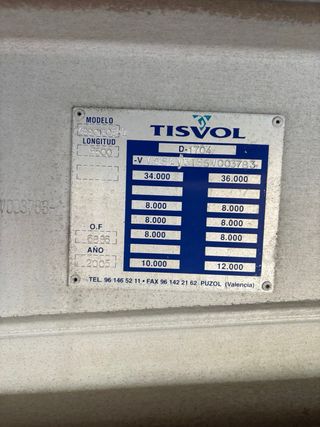 MODELO
TISVOL
LONGITUD
D-1704
34.000 36.000
8.000 8.000
8.000 8.000
O.F
8.000 8.000
6896
AÑO
2005
10.000 12.000
TEL. 96 146 52 11 • FAX 96 142 21 62 PUZOL (Valencia)